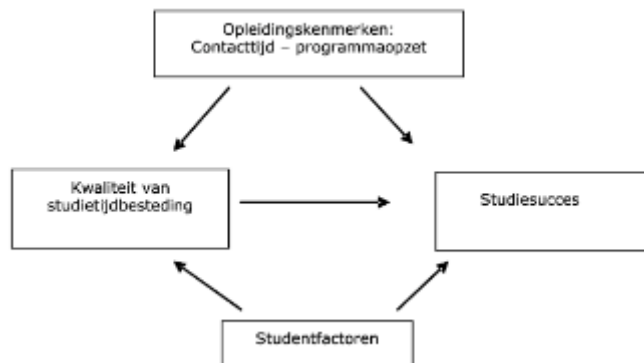 Opleidingskenmerken:
Contacttijd – programmaopzet
Kwaliteit van
studietijdbesteding
Studiesucces
Studentfactoren